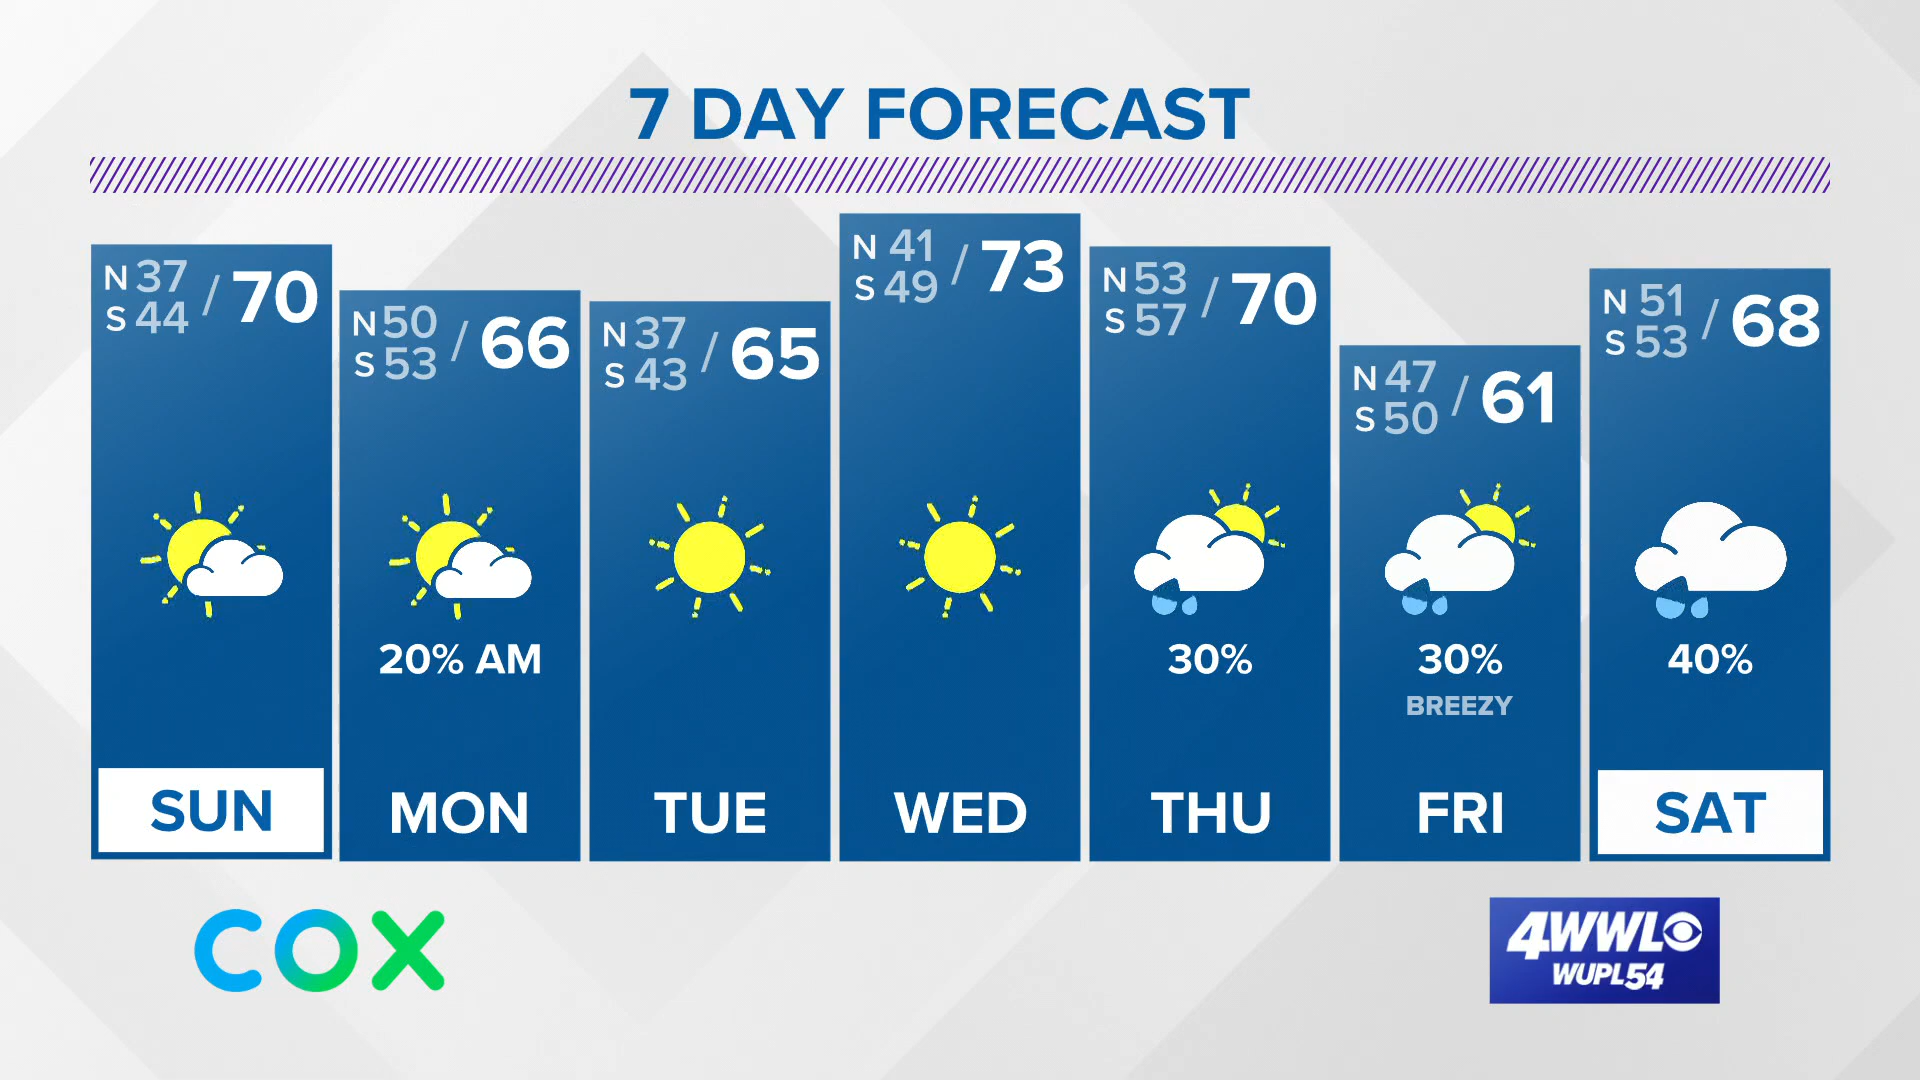 7 DAY FORECAST
N 37 / 70
S 44
N 50 / 66
S 53
N 37 / 65
S 43
N 41 / 73
S 49
N 53 / 70
S 57
N 47 / 61
S 50
N 51 / 68
S 53
20% AM
30%
30%
BREEZY
40%
SUN
MON
TUE
WED
THU
FRI
SAT
COX
4WWL
WUPL54